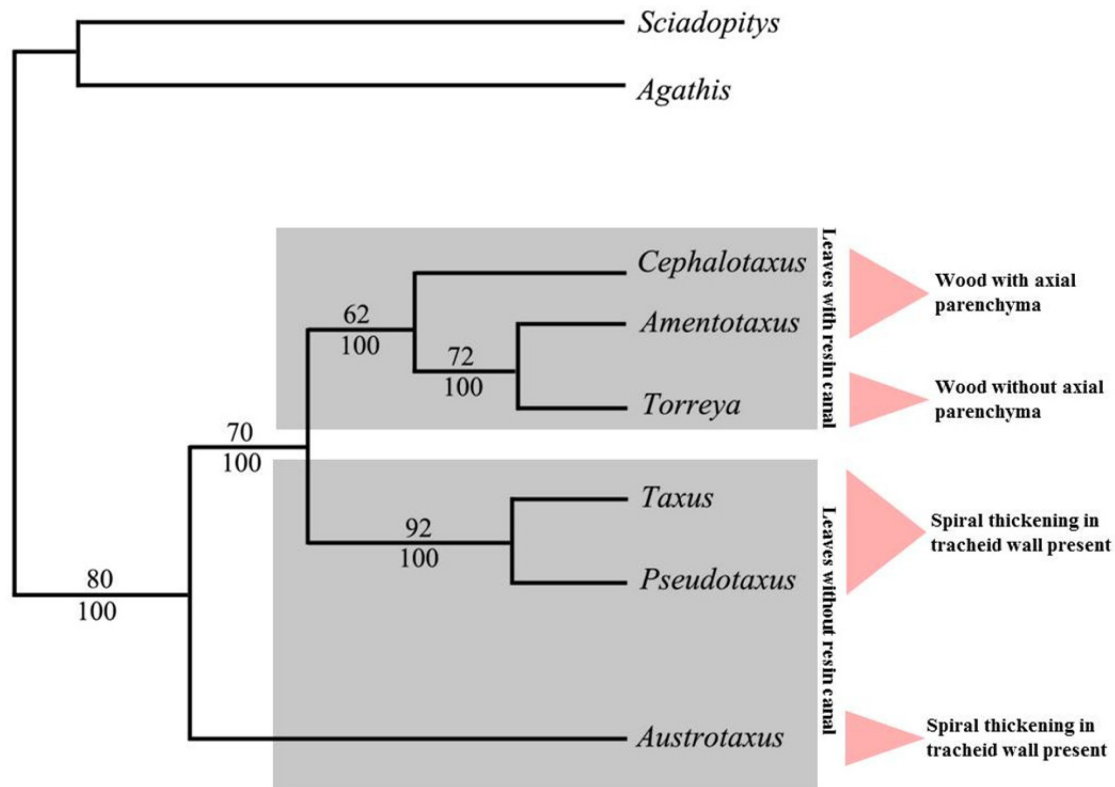 Sciadopitys
Agathis
Cephalotaxus
Amentotaxus
Torreya
Taxus
Pseudotaxus
Austrotaxus
62
100
72
100
70
100
92
100
80
100
Leaves with resin canal
Leaves without resin canal
Wood with axial
parenchyma
Wood without axial
parenchyma
Spiral thickening in
tracheid wall present
Spiral thickening in
tracheid wall present